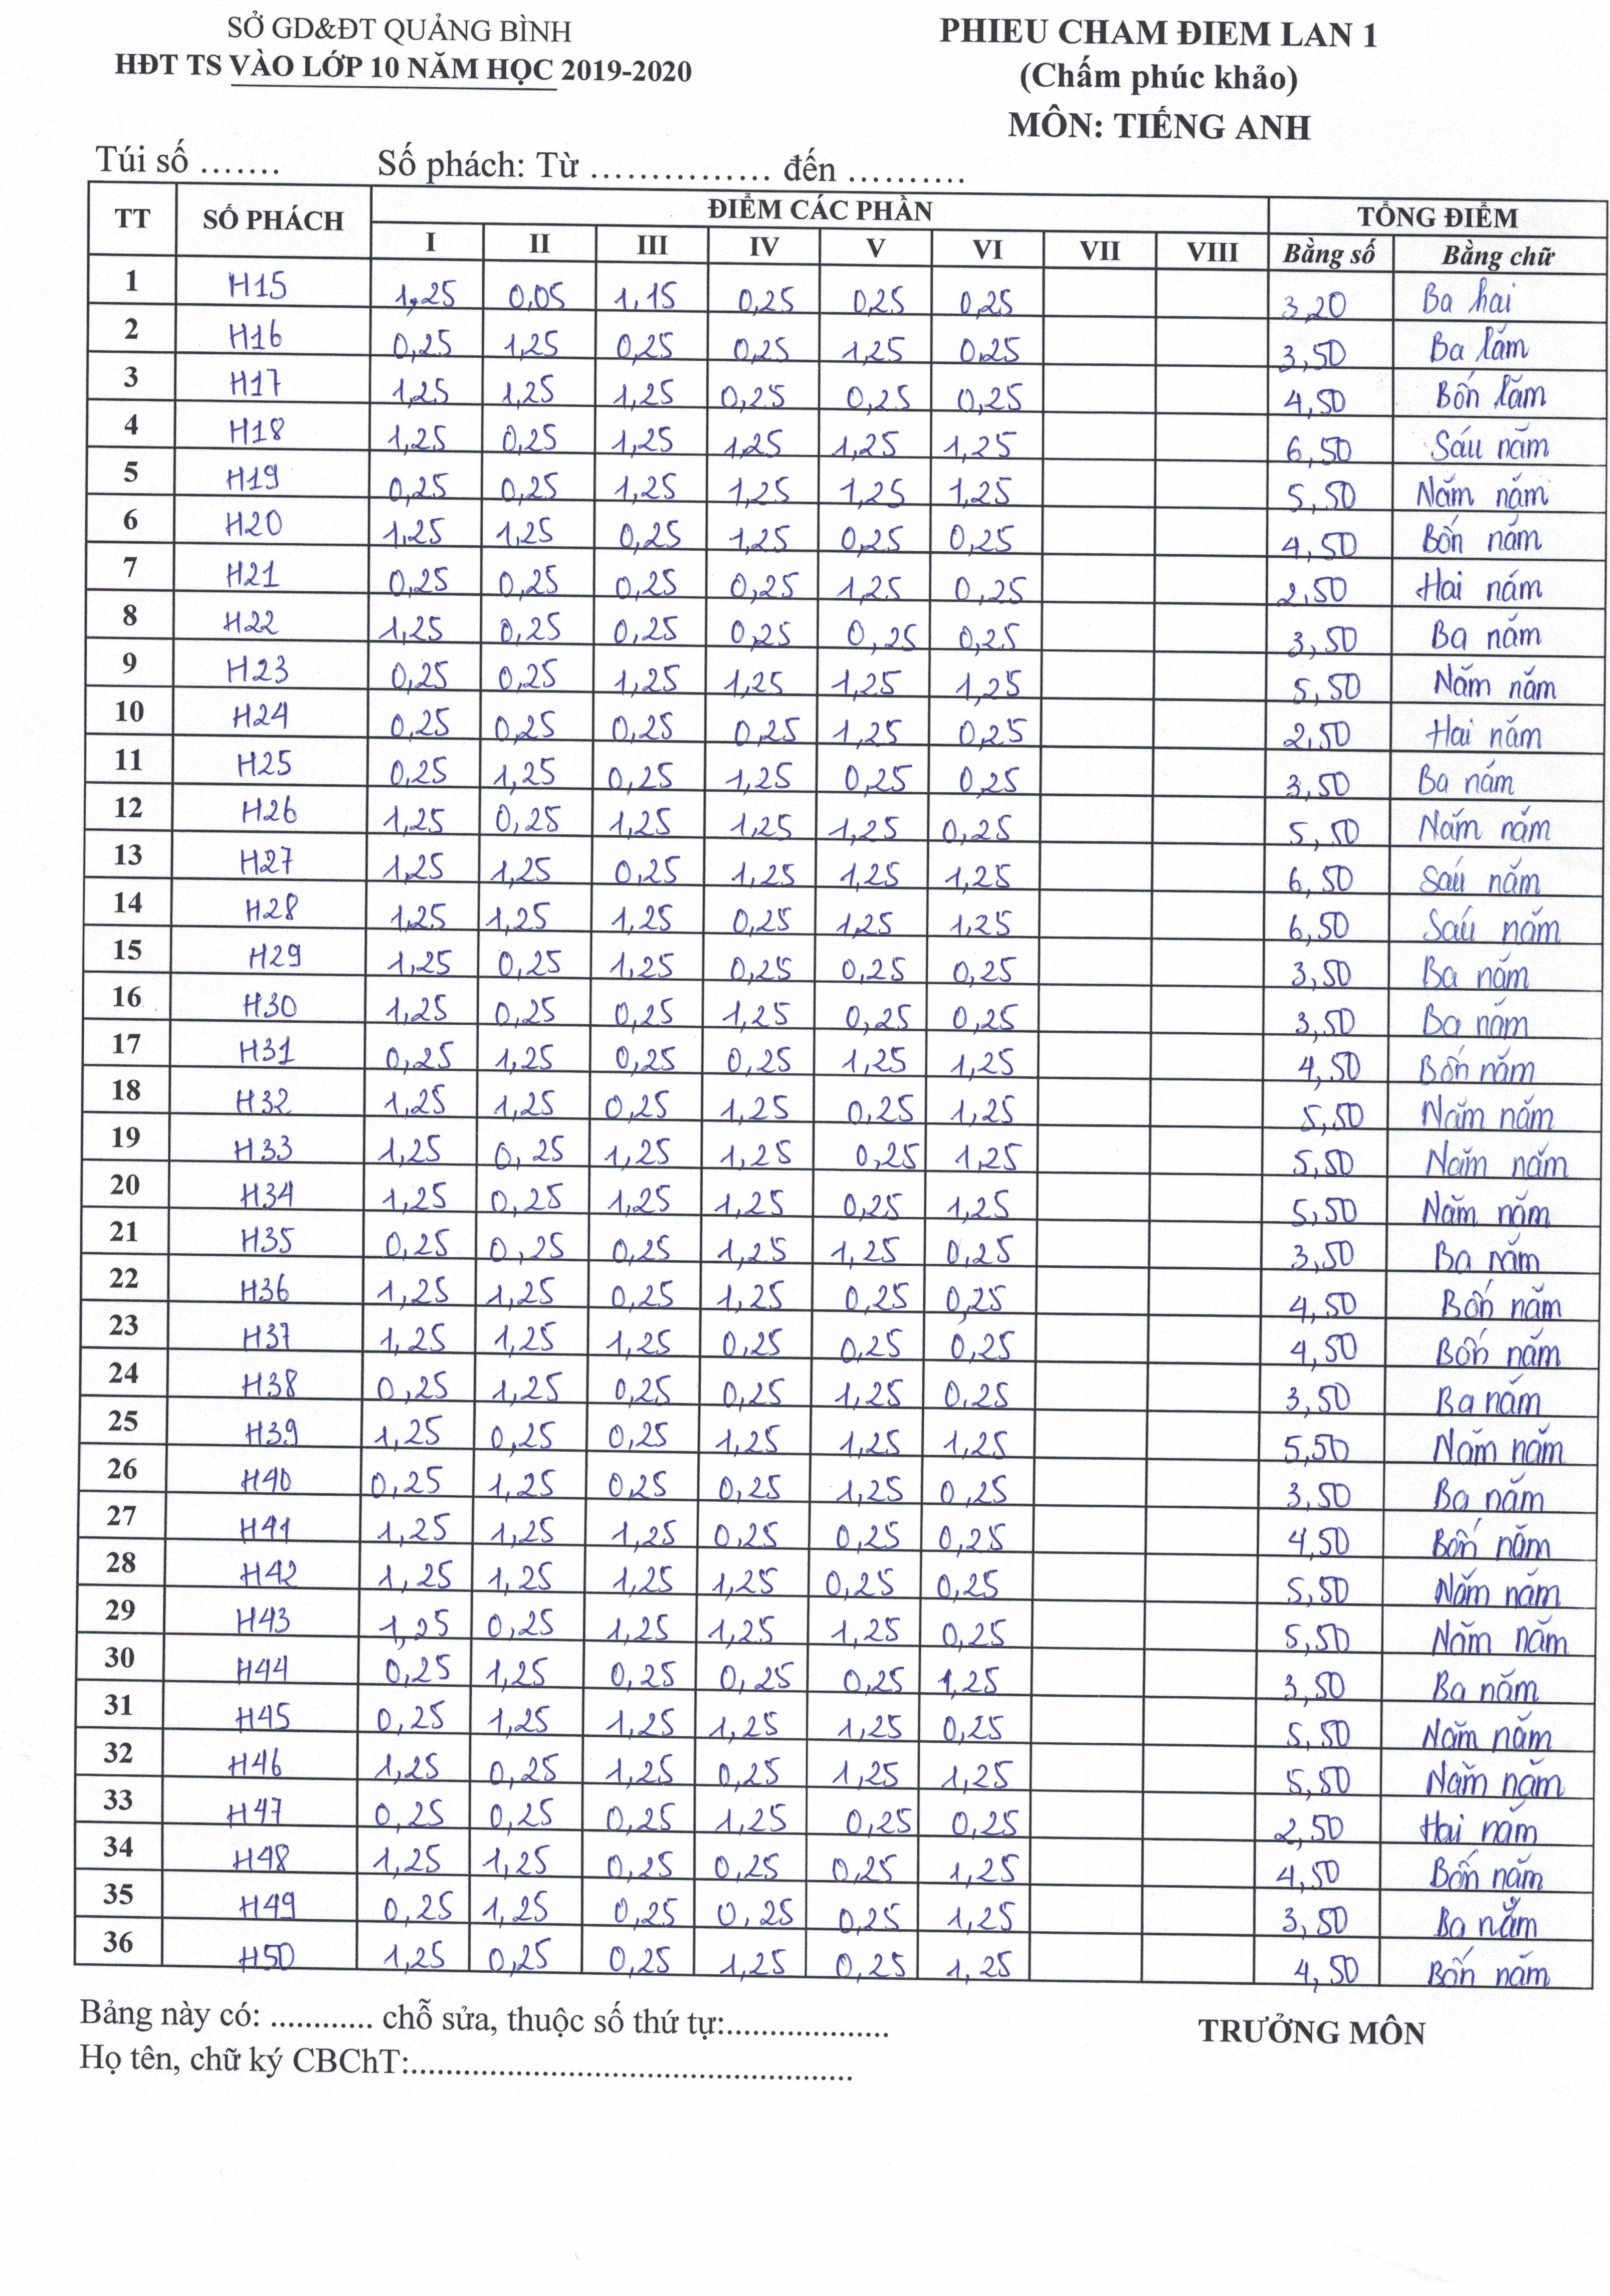 SỞ GD&ĐT QUẢNG BÌNH
HĐT TS VÀO LỚP 10 NĂM HỌC 2019-2020
PHIEU CHAM ĐIEM LAN 1
(Chấm phúc khảo)
MÔN: TIẾNG ANH
Túi số ....... Số phách: Từ ................ đến ..........
TT SỐ PHÁCH ĐIỂM CÁC PHẦN TỔNG ĐIỂM
I II III IV V VI VII VIII Bằng số Bằng chữ
1 H15 1,25 0,05 1,15 0,25 0,25 0,25 3,20 Ba hai
2 H16 0,25 1,25 0,25 0,25 1,25 0,25 3,50 Ba lăm
3 H17 1,25 1,25 1,25 0,25 0,25 0,25 4,50 Bốn lăm
4 H18 1,25 0,25 1,25 1,25 1,25 1,25 6,50 Sáu năm
5 H19 0,25 0,25 1,25 1,25 1,25 1,25 5,50 Năm năm
6 H20 1,25 1,25 0,25 1,25 0,25 0,25 4,50 Bốn năm
7 H21 0,25 0,25 0,25 0,25 1,25 0,25 2,50 Hai năm
8 H22 1,25 0,25 0,25 0,25 0,25 0,25 3,50 Ba năm
9 H23 0,25 0,25 1,25 1,25 1,25 1,25 5,50 Năm năm
10 H24 0,25 0,25 0,25 0,25 1,25 0,25 2,50 Hai năm
11 H25 0,25 1,25 0,25 1,25 0,25 0,25 3,50 Ba năm
12 H26 1,25 0,25 1,25 1,25 1,25 0,25 5,50 Năm năm
13 H27 1,25 1,25 0,25 1,25 1,25 1,25 6,50 Sáu năm
14 H28 1,25 1,25 1,25 0,25 1,25 1,25 6,50 Sáu năm
15 H29 1,25 0,25 1,25 0,25 0,25 0,25 3,50 Ba năm
16 H30 1,25 0,25 0,25 1,25 0,25 0,25 3,50 Ba năm
17 H31 0,25 1,25 0,25 0,25 1,25 1,25 4,50 Bốn năm
18 H32 1,25 1,25 0,25 1,25 0,25 1,25 5,50 Năm năm
19 H33 1,25 0,25 1,25 1,25 0,25 1,25 5,50 Năm năm
20 H34 1,25 0,25 1,25 1,25 0,25 1,25 5,50 Năm năm
21 H35 0,25 0,25 0,25 1,25 1,25 0,25 3,50 Ba năm
22 H36 1,25 1,25 0,25 1,25 0,25 0,25 4,50 Bốn năm
23 H37 1,25 1,25 1,25 0,25 0,25 0,25 4,50 Bốn năm
24 H38 0,25 1,25 0,25 0,25 1,25 0,25 3,50 Ba năm
25 H39 1,25 0,25 0,25 1,25 1,25 1,25 5,50 Năm năm
26 H40 0,25 1,25 0,25 0,25 1,25 0,25 3,50 Ba năm
27 H41 1,25 1,25 1,25 0,25 0,25 0,25 4,50 Bốn năm
28 H42 1,25 1,25 1,25 1,25 0,25 0,25 5,50 Năm năm
29 H43 1,25 0,25 1,25 1,25 1,25 0,25 5,50 Năm năm
30 H44 0,25 1,25 0,25 0,25 0,25 1,25 3,50 Ba năm
31 H45 0,25 1,25 1,25 1,25 1,25 0,25 5,50 Năm năm
32 H46 1,25 0,25 1,25 0,25 1,25 1,25 5,50 Năm năm
33 H47 0,25 0,25 0,25 1,25 0,25 0,25 2,50 Hai năm
34 H48 1,25 1,25 0,25 0,25 0,25 1,25 4,50 Bốn năm
35 H49 0,25 1,25 0,25 0,25 0,25 1,25 3,50 Ba năm
36 H50 1,25 0,25 0,25 1,25 0,25 1,25 4,50 Bốn năm
Bảng này có: ............ chỗ sửa, thuộc số thứ tự:...................
TRƯỞNG MÔN
Họ tên, chữ ký CBChT:....................................................